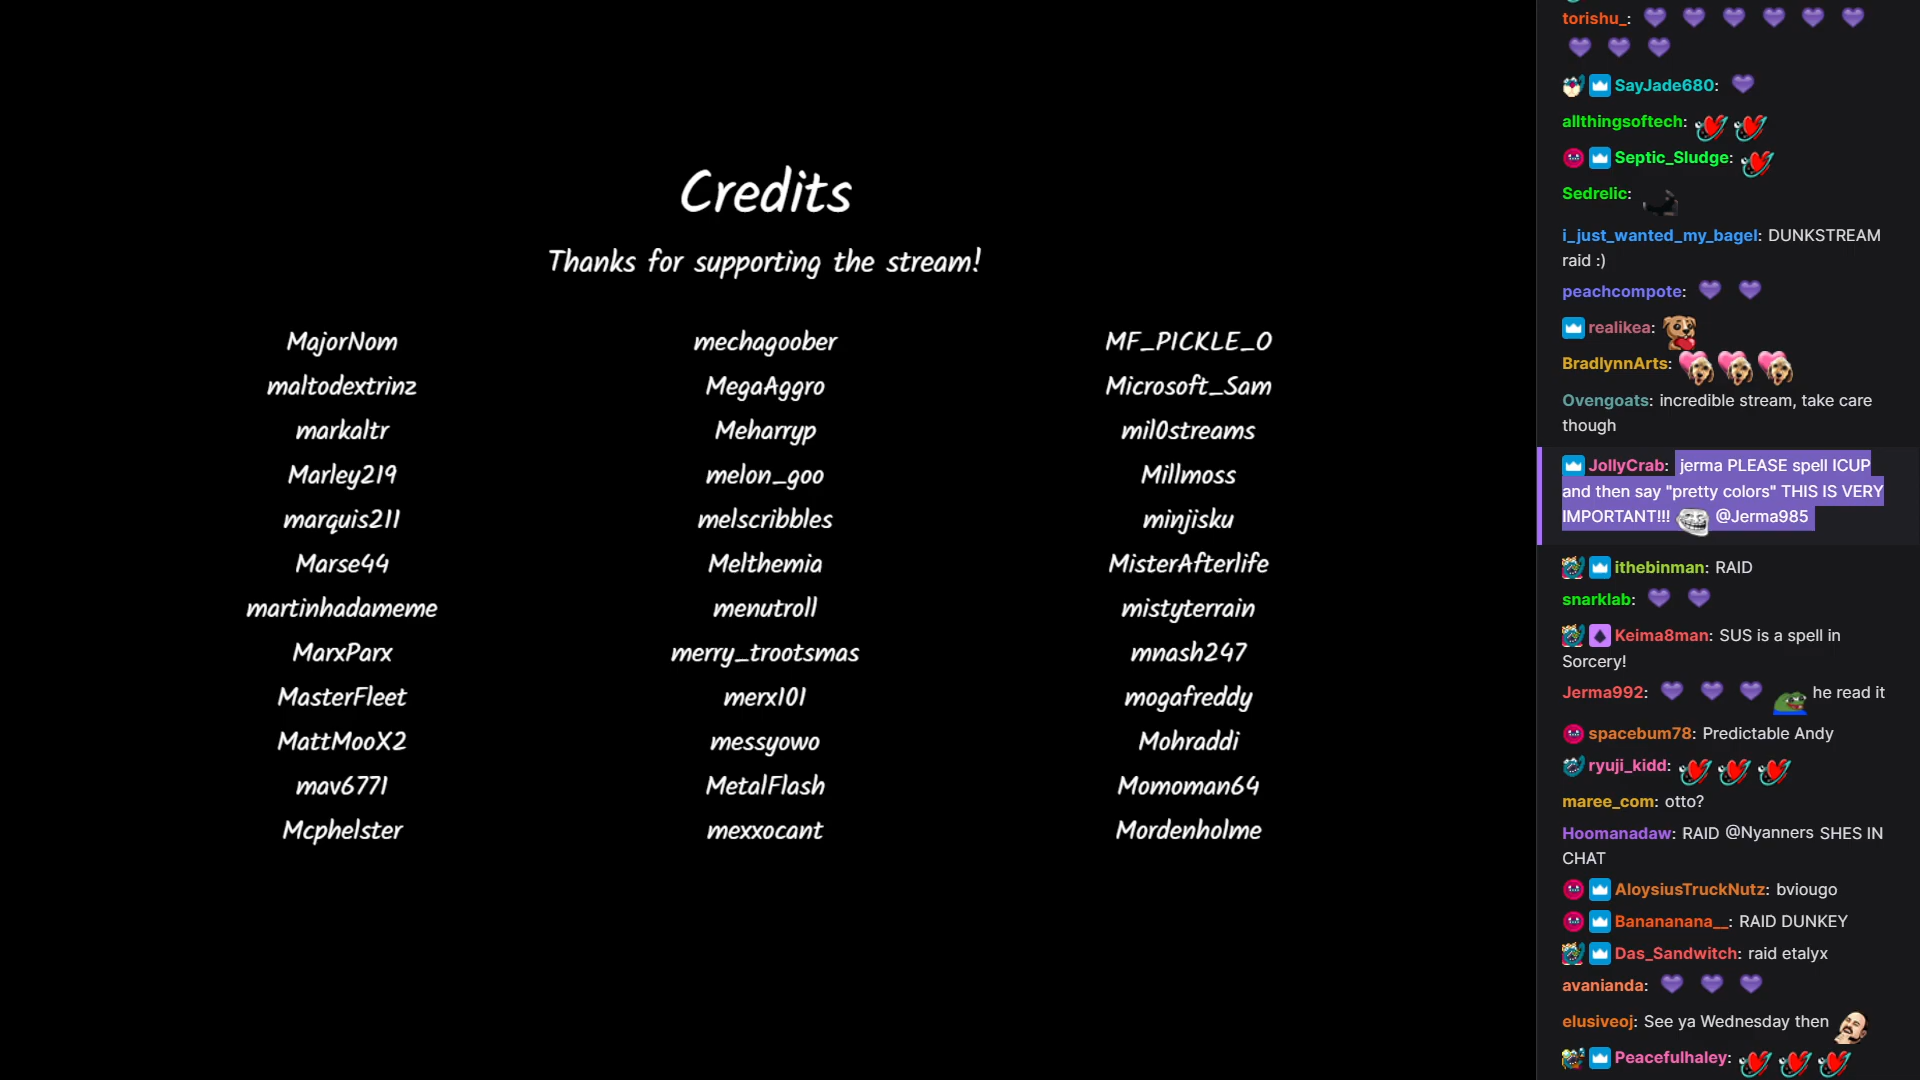 Credits
Thanks for supporting the stream!
MajorNom
maltodextrinz
markaltr
Marley219
marquis211
Marse44
martinhadameme
MarxParx
MasterFleet
MattMooX2
mav6771
Mcphelster
mechagoober
MegaAggro
Meharryp
melon_goo
melscribbles
Melthemia
menutroll
merry_trootsmas
merx101
messyowo
MetalFlash
mexxocant
MF_PICKLE_O
Microsoft_Sam
mil0streams
Millmoss
minjisku
MisterAfterlife
mistyterrain
mnash247
mogafreddy
Mohraddi
Momoman64
Mordenholme
torishu_:
SayJade680:
allthingsoftech:
Septic_Sludge:
Sedrelic:
i_just_wanted_my_bagel: DUNKSTREAM
raid :)
peachcompote:
realikea:
BradlynnArts:
Ovengoats: incredible stream, take care
though
JollyCrab: jerma PLEASE spell ICUP
and then say "pretty colors" THIS IS VERY
IMPORTANT!!! @Jerma985
ithebinman: RAID
snarklab:
Keima8man: SUS is a spell in
Sorcery!
Jerma992: he read it
spacebum78: Predictable Andy
ryuji_kidd:
maree_com: otto?
Hoomanadaw: RAID @Nyanners SHES IN
CHAT
AloysiusTruckNutz: bviougo
Banananana__: RAID DUNKEY
Das_Sandwitch: raid etalyx
avanianda:
elusiveoj: See ya Wednesday then
Peacefulhaley: